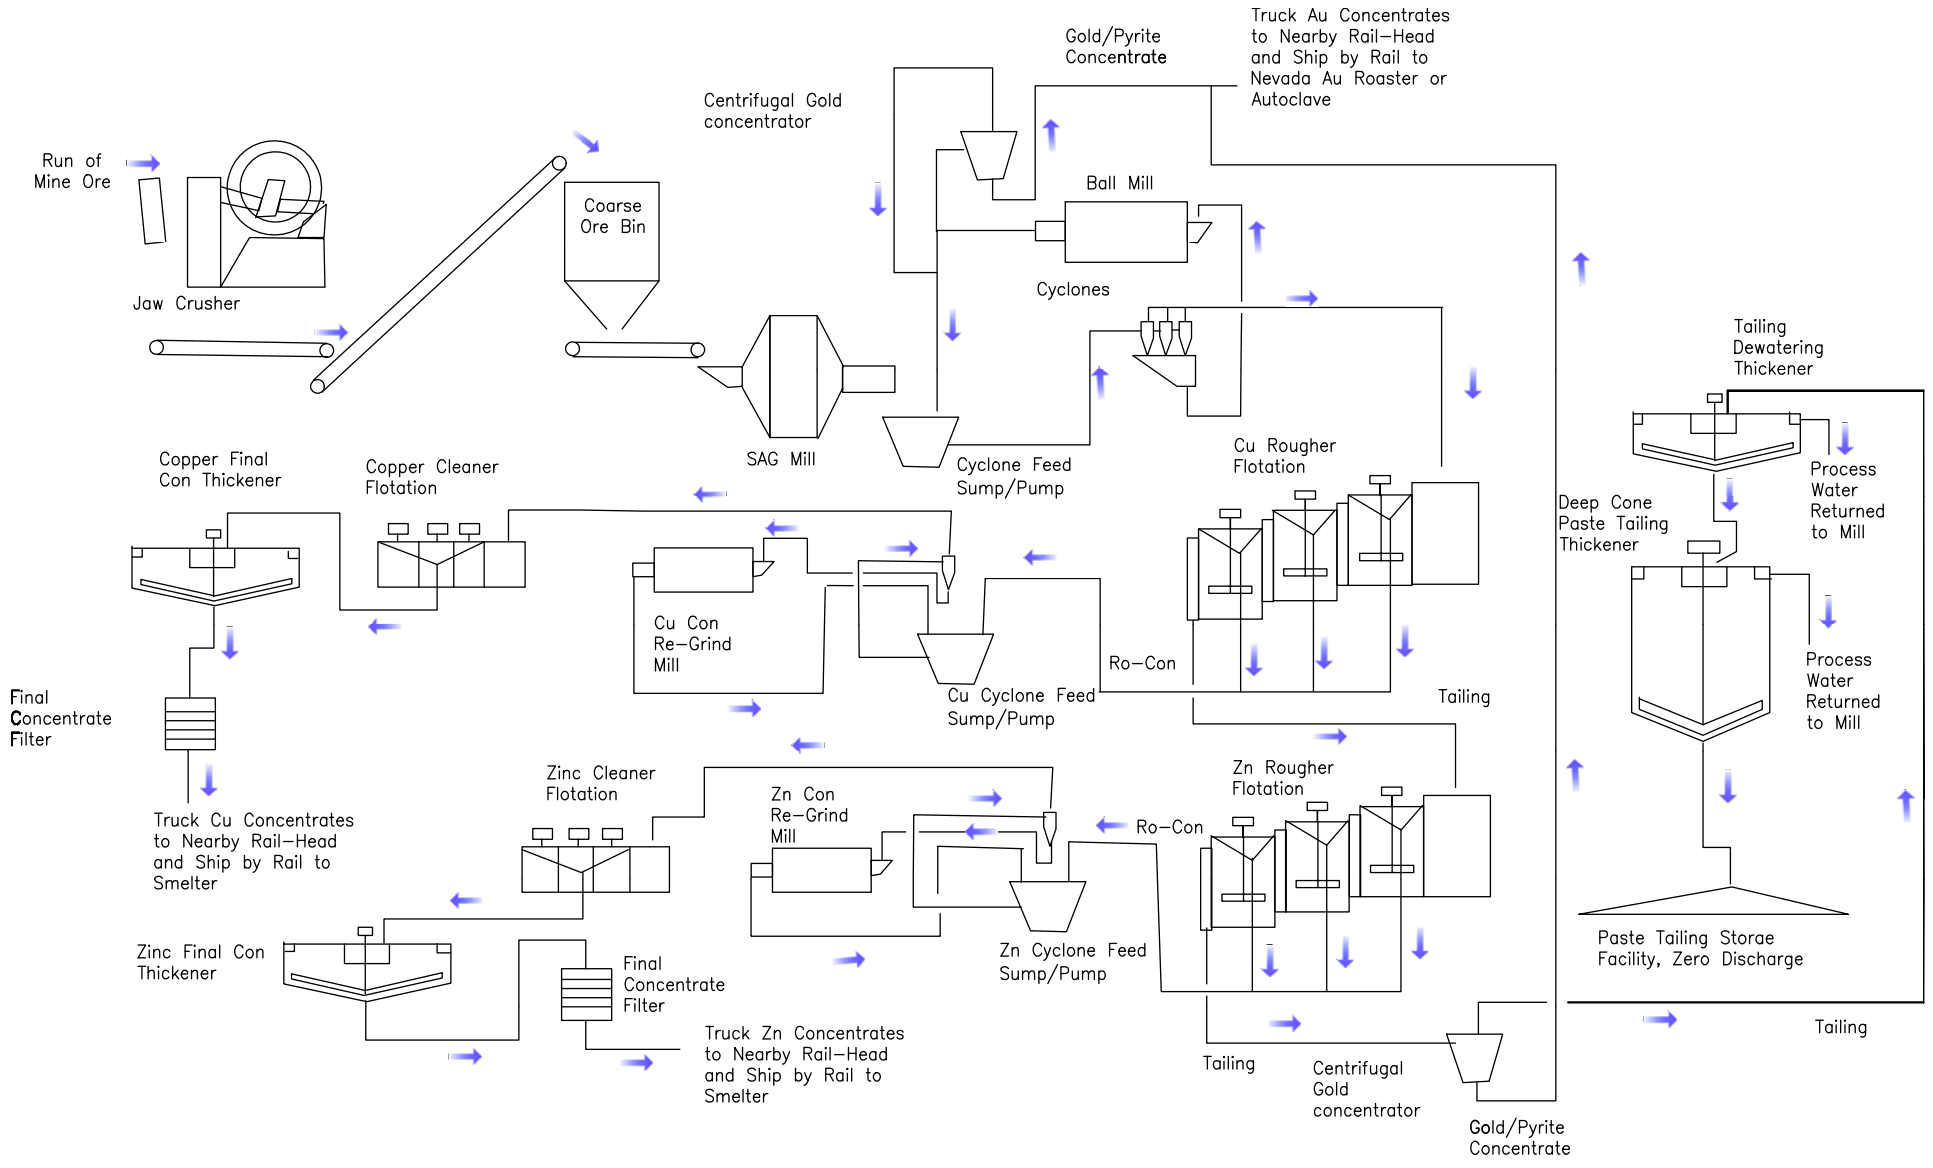 Truck Au Concentrates
to Nearby Rail-Head
and Ship by Rail to
Nevada Au Roaster or
Autoclave
Gold/Pyrite
Concentrate
Centrifugal Gold
concentrator
Run of
Mine Ore
Jaw Crusher
Coarse
Ore Bin
Ball Mill
Cyclones
SAG Mill
Cyclone Feed
Sump/Pump
Cu Rougher
Flotation
Tailing
Dewatering
Thickener
Process
Water
Returned
to Mill
Deep Cone
Paste Tailing
Thickener
Copper Final
Con Thickener
Copper Cleaner
Flotation
Cu Con
Re-Grind
Mill
Ro-Con
Cu Cyclone Feed
Sump/Pump
Tailing
Process
Water
Returned
to Mill
Final
Concentrate
Filter
Truck Cu Concentrates
to Nearby Rail-Head
and Ship by Rail to
Smelter
Zinc Cleaner
Flotation
Zn Con
Re-Grind
Mill
Ro-Con
Zn Rougher
Flotation
Zinc Final Con
Thickener
Final
Concentrate
Filter
Zn Cyclone Feed
Sump/Pump
Paste Tailing Storae
Facility, Zero Discharge
Truck Zn Concentrates
to Nearby Rail-Head
and Ship by Rail to
Smelter
Tailing
Centrifugal
Gold
concentrator
Tailing
Gold/Pyrite
Concentrate